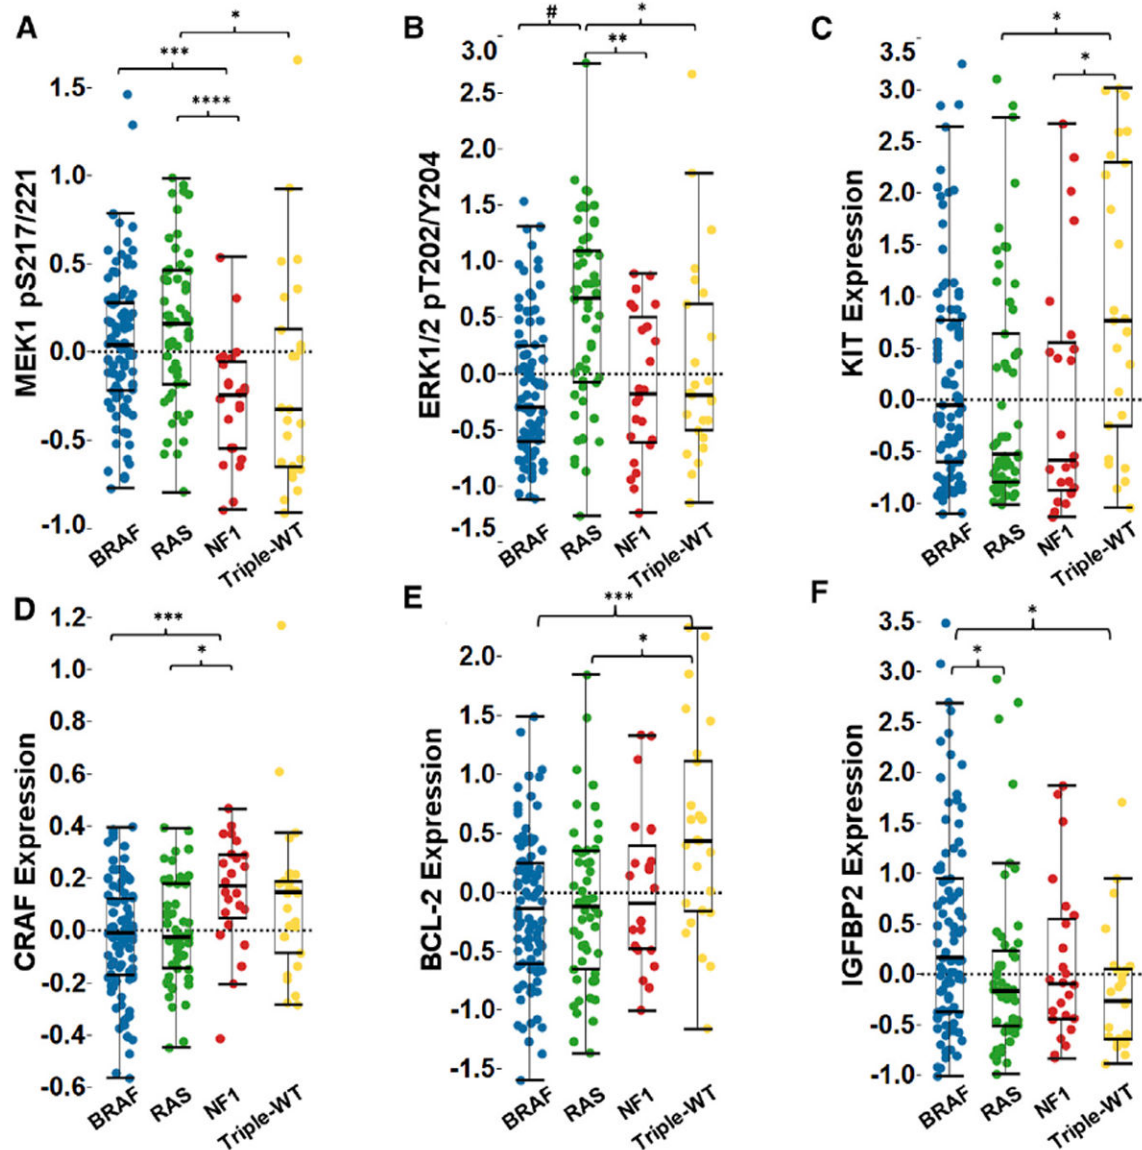 A
MEK1 pS217/221
1.5
1.0
0.5
0.0
-0.5
-1.0
*
***
****
BRAF
RAS
NF1
Triple-WT
B
ERK1/2 pT202/Y204
3.0
2.5
2.0
1.5
1.0
0.5
0.0
-0.5
-1.0
-1.5
#
*
**
BRAF
RAS
NF1
Triple-WT
C
KIT Expression
3.5
3.0
2.5
2.0
1.5
1.0
0.5
0.0
-0.5
-1.0
*
*
BRAF
RAS
NF1
Triple-WT
D
CRAF Expression
1.2
1.0
0.8
0.6
0.4
0.2
0.0
-0.2
-0.4
-0.6
***
*
BRAF
RAS
NF1
Triple-WT
E
BCL-2 Expression
2.0
1.5
1.0
0.5
0.0
-0.5
-1.0
-1.5
***
*
BRAF
RAS
NF1
Triple-WT
F
IGFBP2 Expression
3.5
3.0
2.5
2.0
1.5
1.0
0.5
0.0
-0.5
-1.0
*
*
BRAF
RAS
NF1
Triple-WT